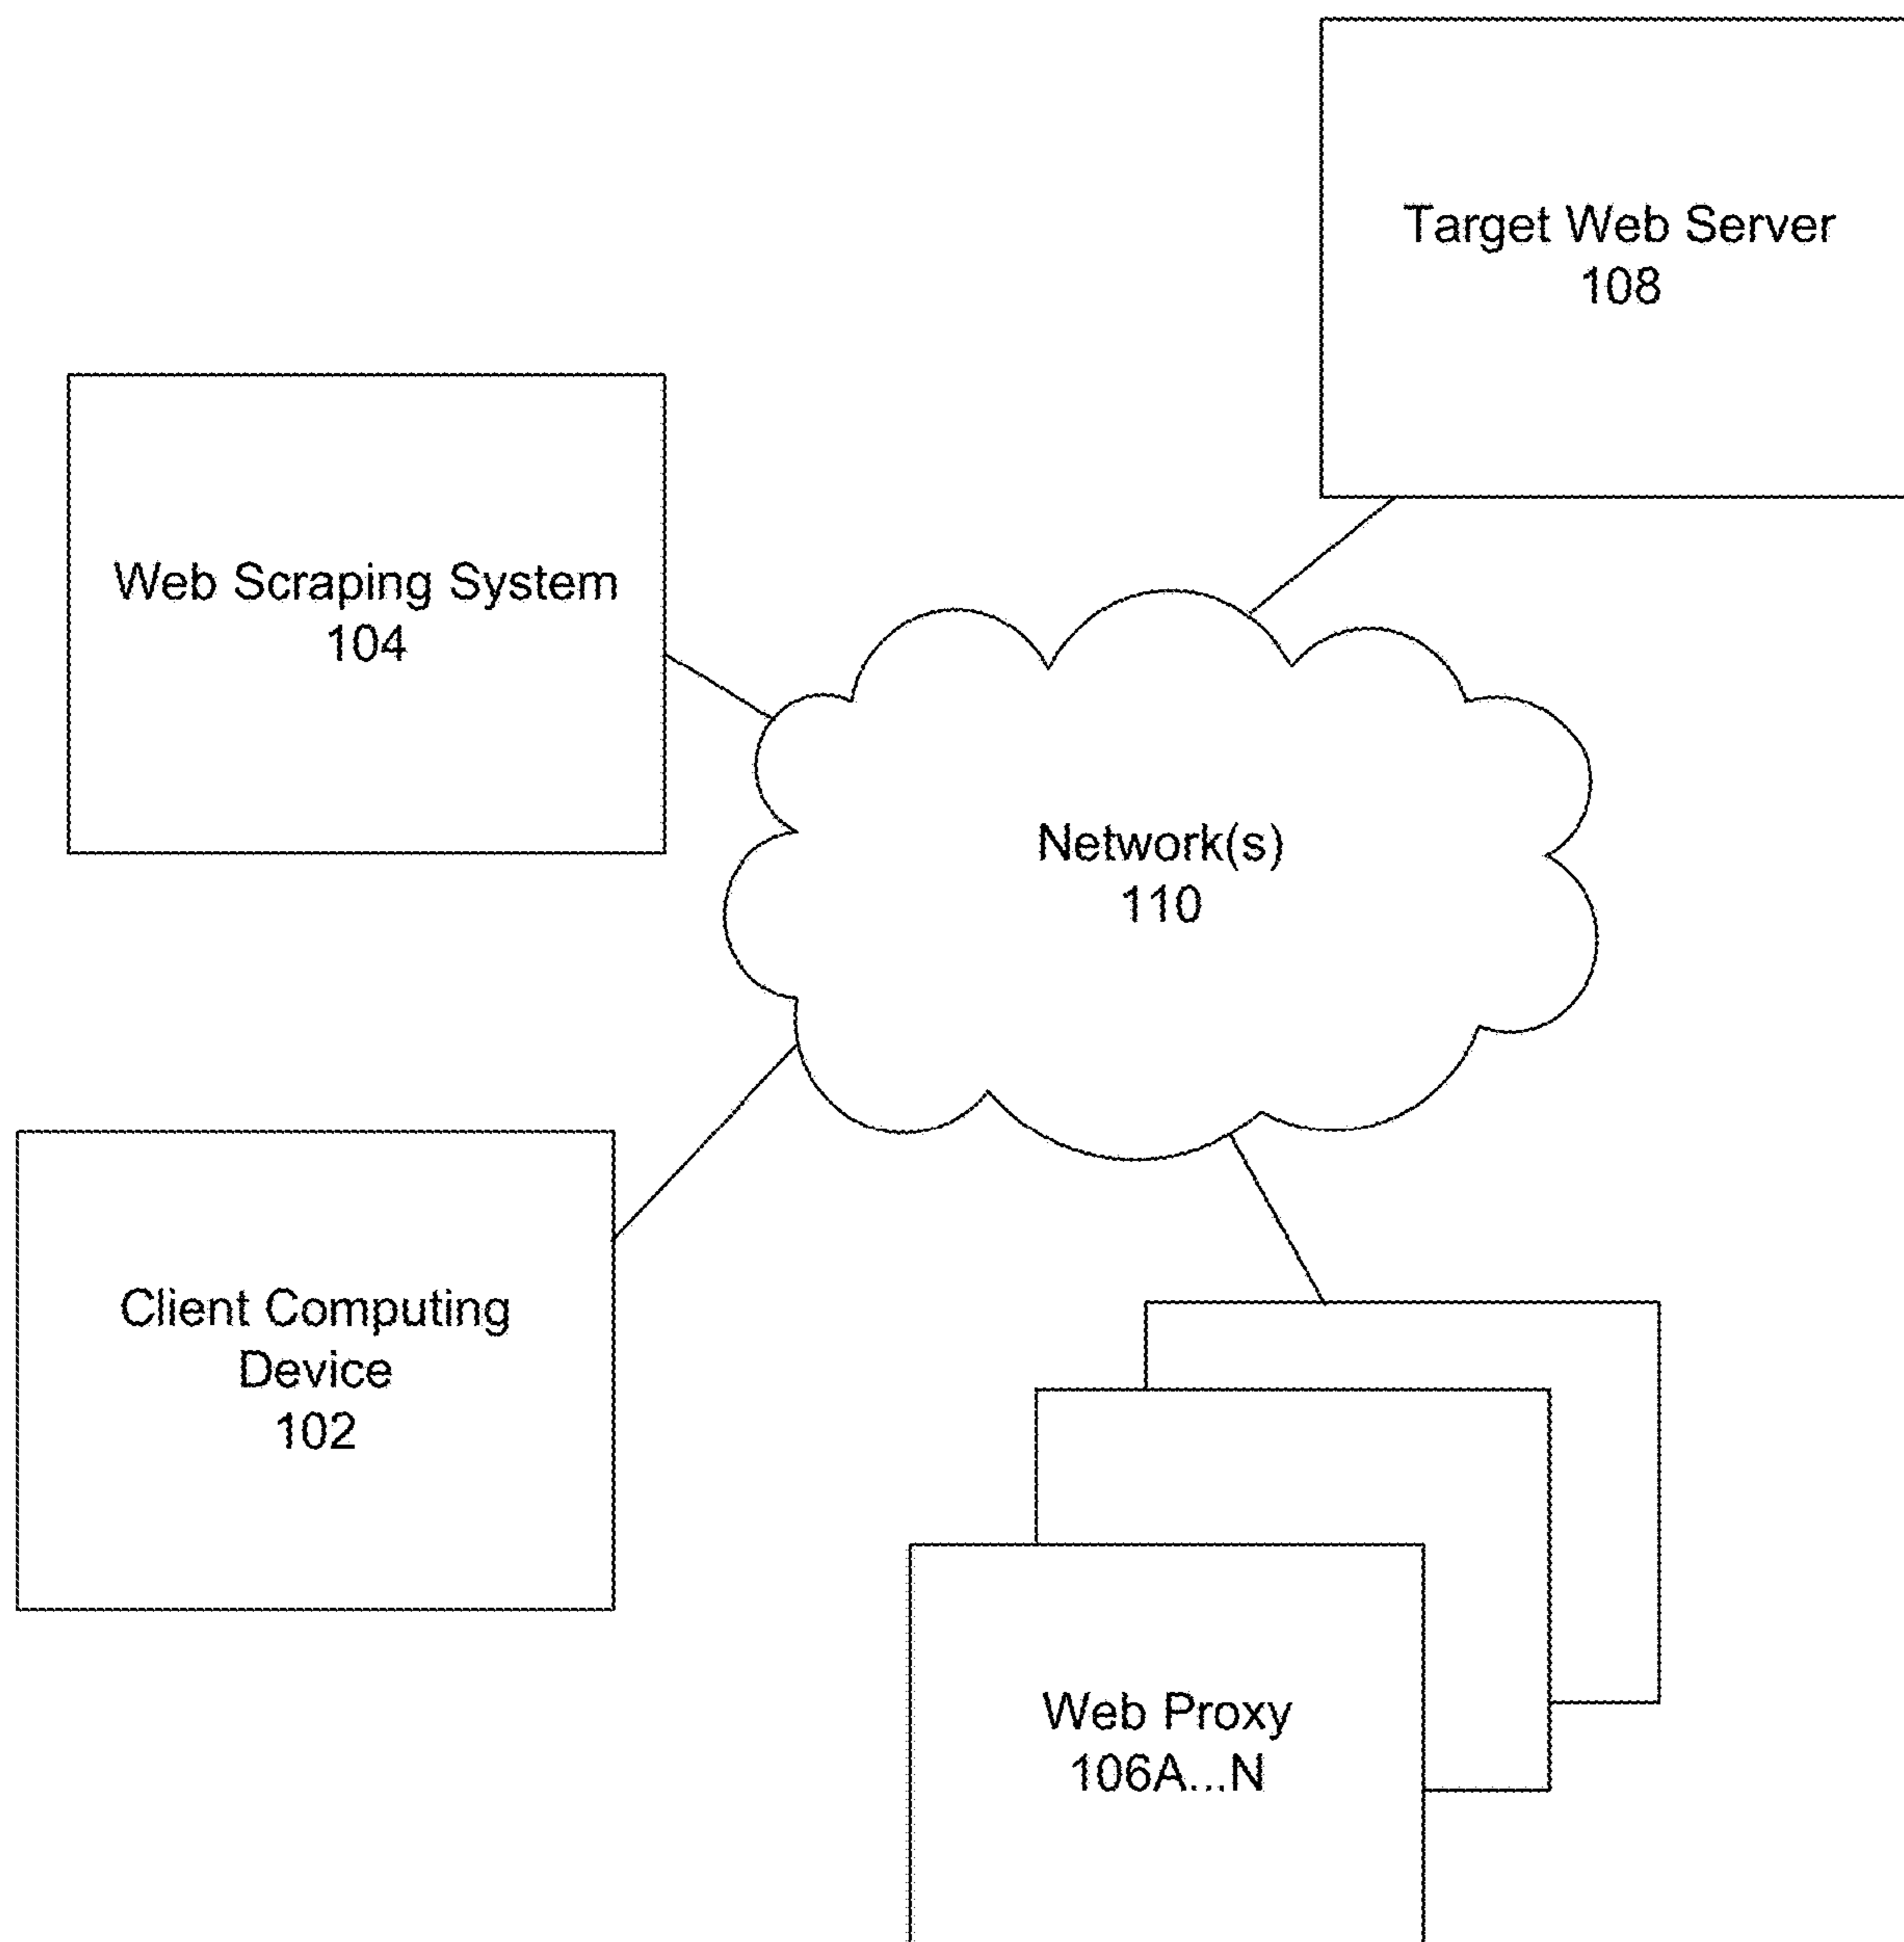 Target Web Server
108
Web Scraping System
104
Network(s)
110
Client Computing
Device
102
Web Proxy
106A...N